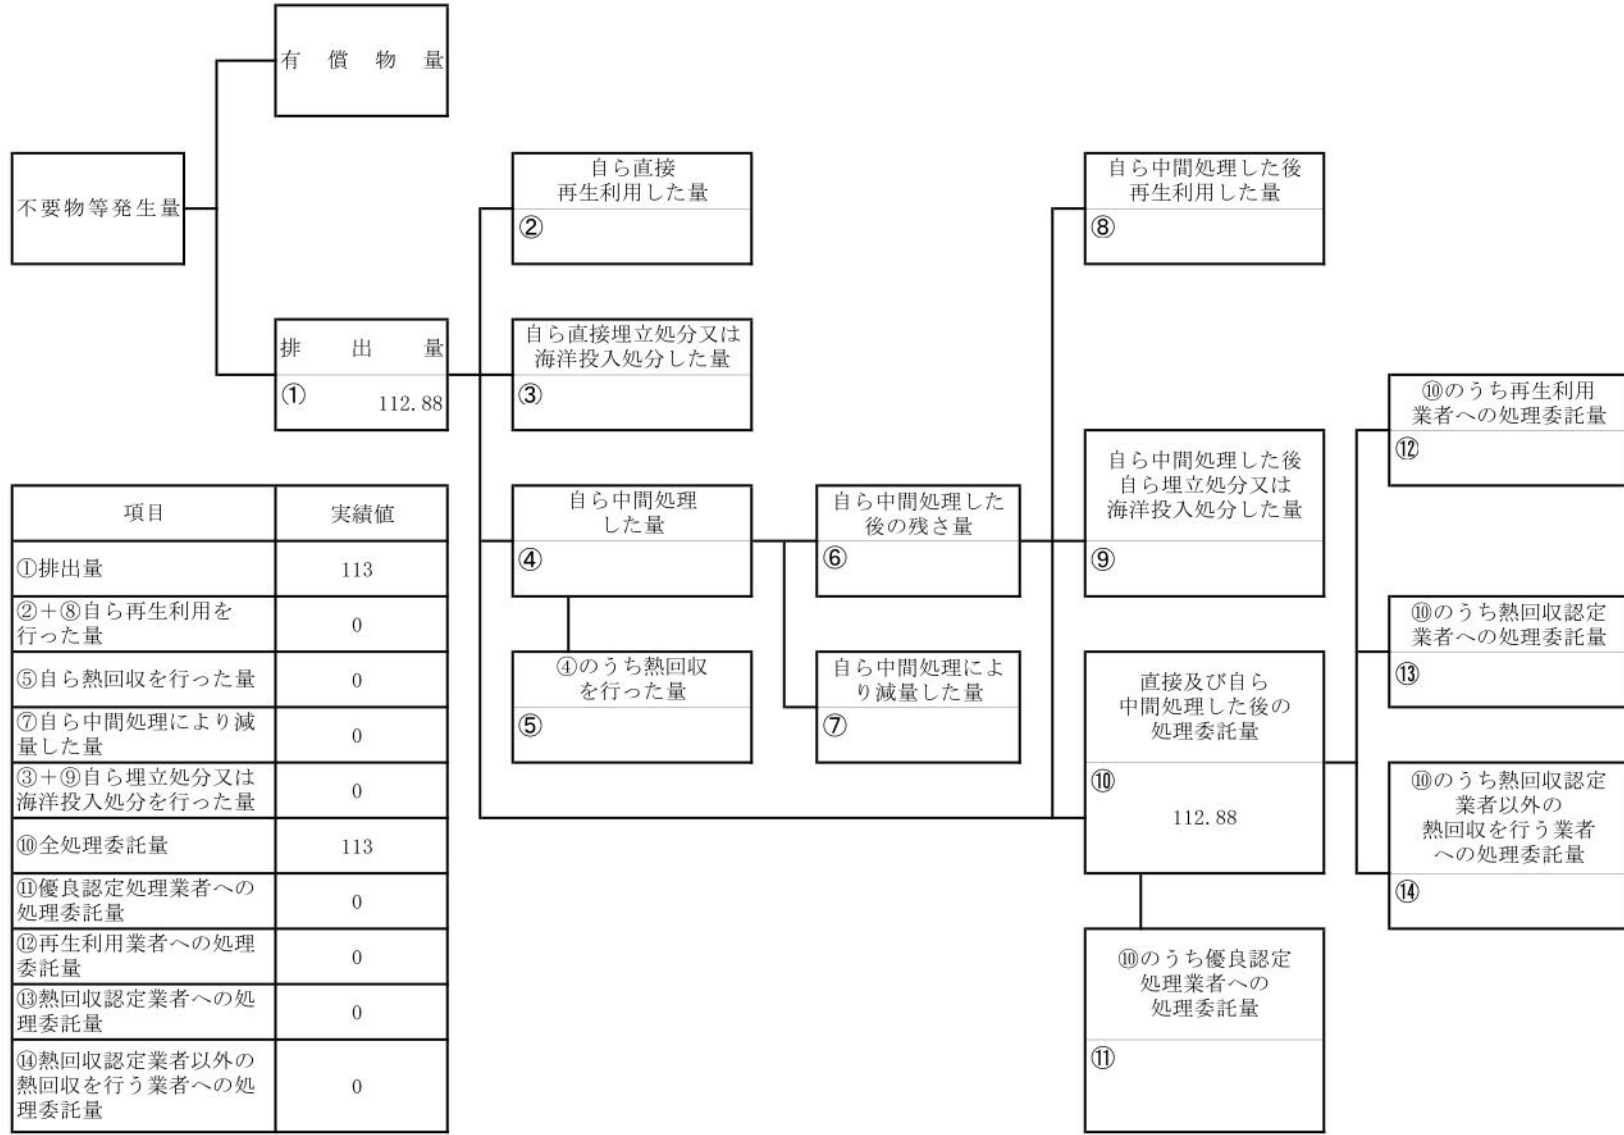 有償物量
不要物等発生量
排出量
①
112.88
自ら直接
再生利用した量
②
自ら直接埋立処分又は
海洋投入処分した量
③
自ら中間処理
した量
④
④のうち熱回収
を行った量
⑤
自ら中間処理した
後の残さ量
⑥
自ら中間処理によ
り減量した量
⑦
自ら中間処理した後
再生利用した量
⑧
自ら中間処理した後
自ら埋立処分又は
海洋投入処分した量
⑨
直接及び自ら
中間処理した後の
処理委託量
⑩
112.88
⑩のうち優良認定
処理業者への
処理委託量
⑪
⑩のうち再生利用
業者への処理委託量
⑫
⑩のうち熱回収認定
業者への処理委託量
⑬
⑩のうち熱回収認定
業者以外の
熱回収を行う業者
への処理委託量
⑭
項目 実績値
①排出量 113
②+⑧自ら再生利用を
行った量 0
⑤自ら熱回収を行った量 0
⑦自ら中間処理により減
量した量 0
③+⑨自ら埋立処分又は
海洋投入処分を行った量 0
⑩全処理委託量 113
⑪優良認定処理業者への
処理委託量 0
⑫再生利用業者への処理
委託量 0
⑬熱回収認定業者への処
理委託量 0
⑭熱回収認定業者以外の
熱回収を行う業者への処 0
理委託量